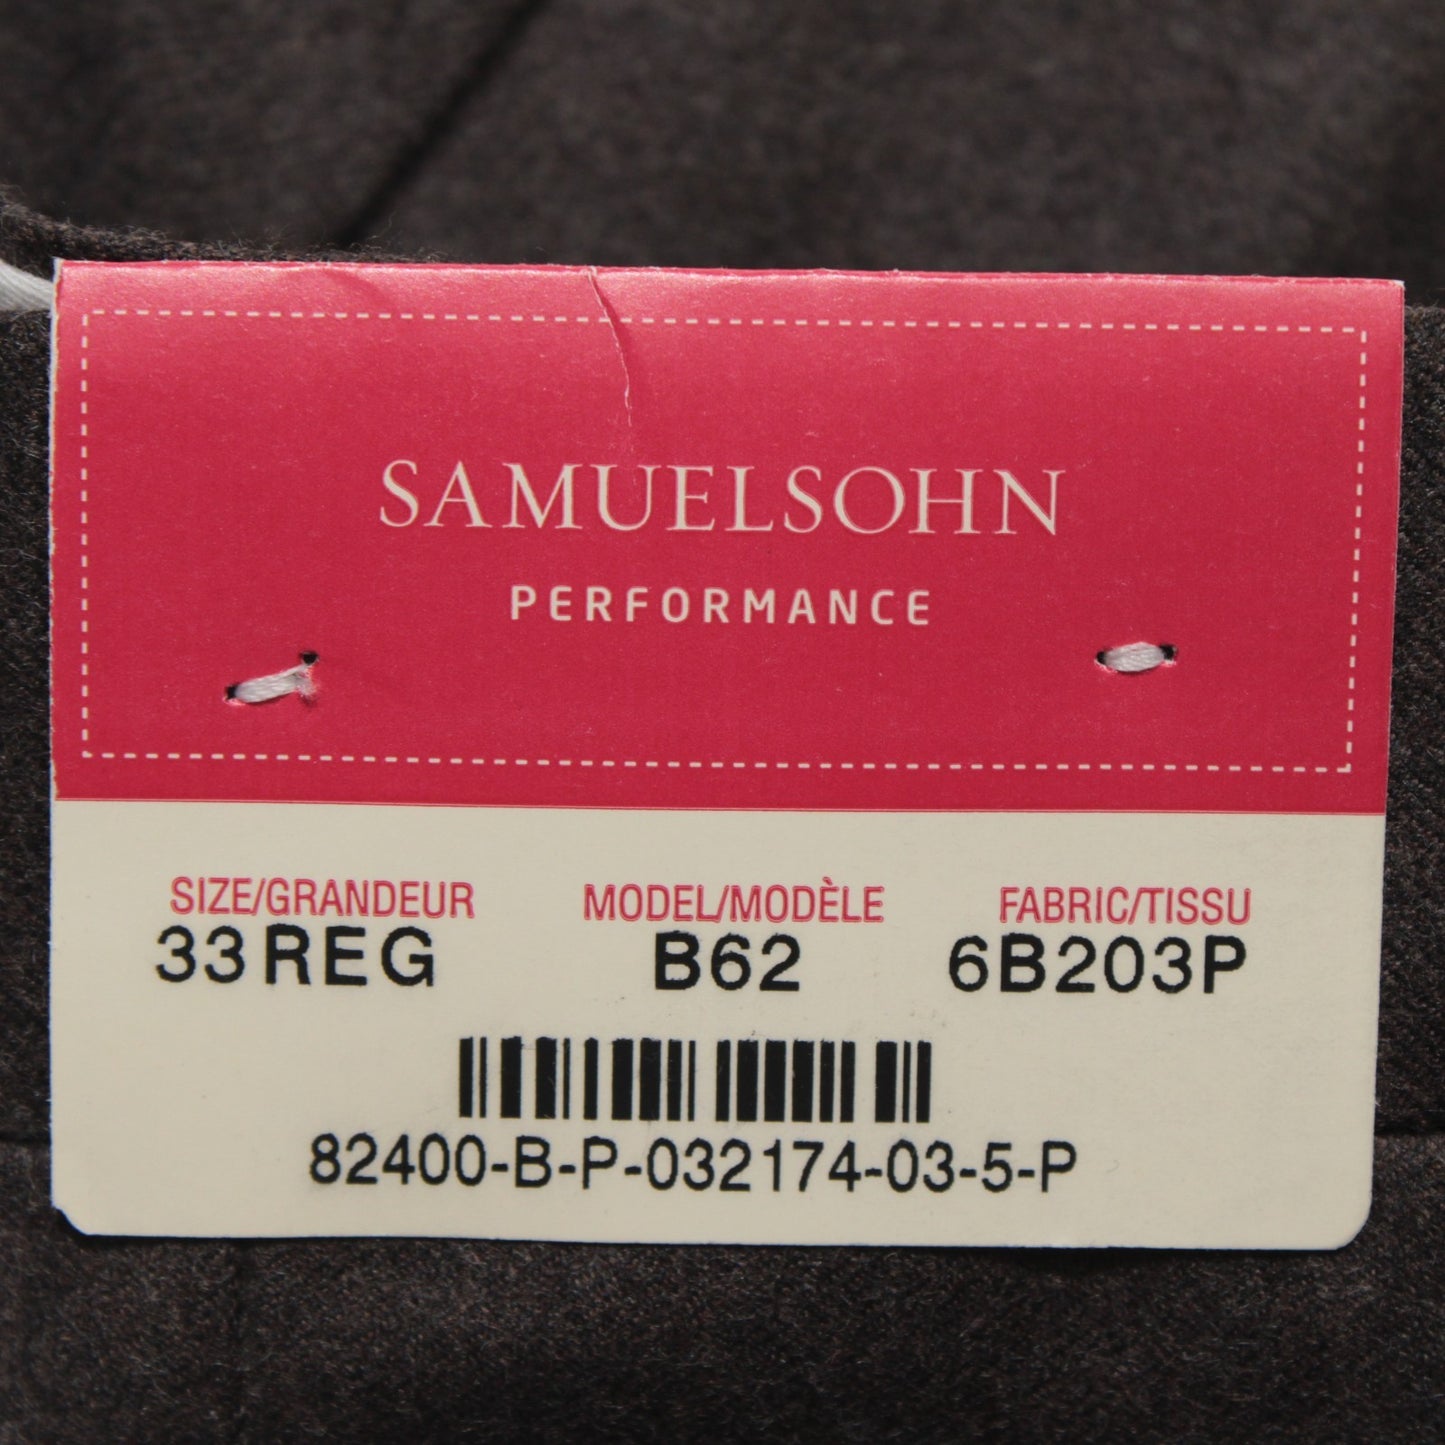 SAMUELSOHN
PERFORMANCE
SIZE/GRANDEUR MODEL/MODÈLE FABRIC/TISSU
33REG B62 6B203P
82400-B-P-032174-03-5-P